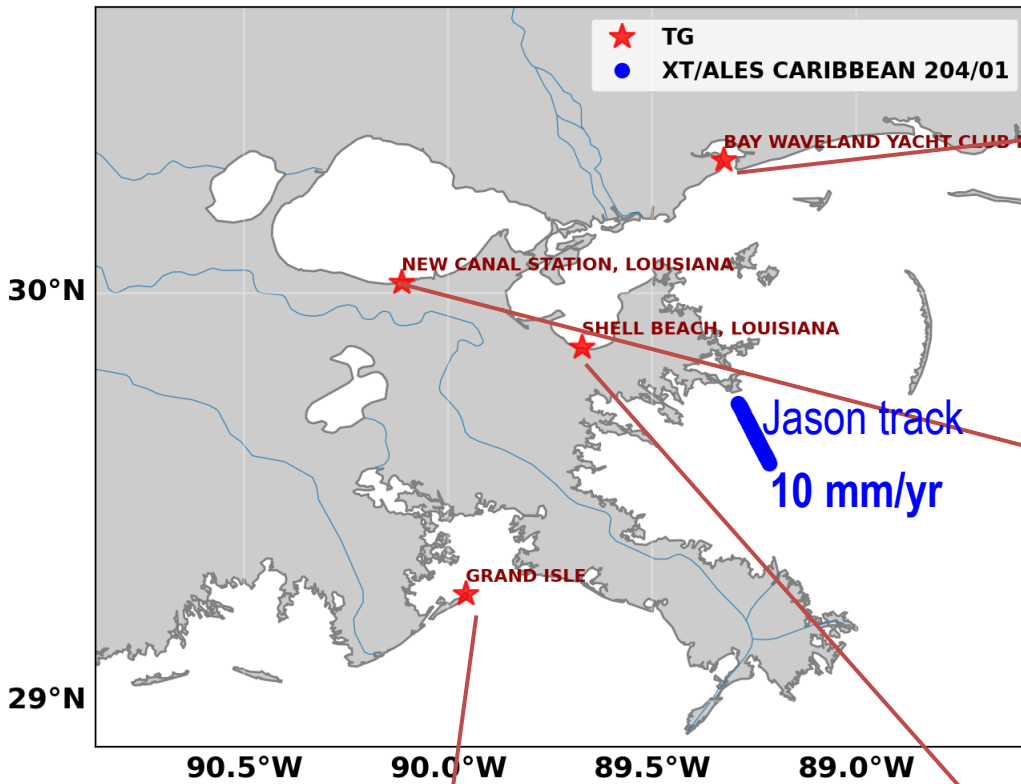 TG
XT/ALES CARIBBEAN 204/01
BAY WAVELAND YACHT CLUB
NEW CANAL STATION, LOUISIANA
30°N
SHELL BEACH, LOUISIANA
Jason track
10 mm/yr
GRAND ISLE
29°N
90.5°W 90.0°W 89.5°W 89.0°W